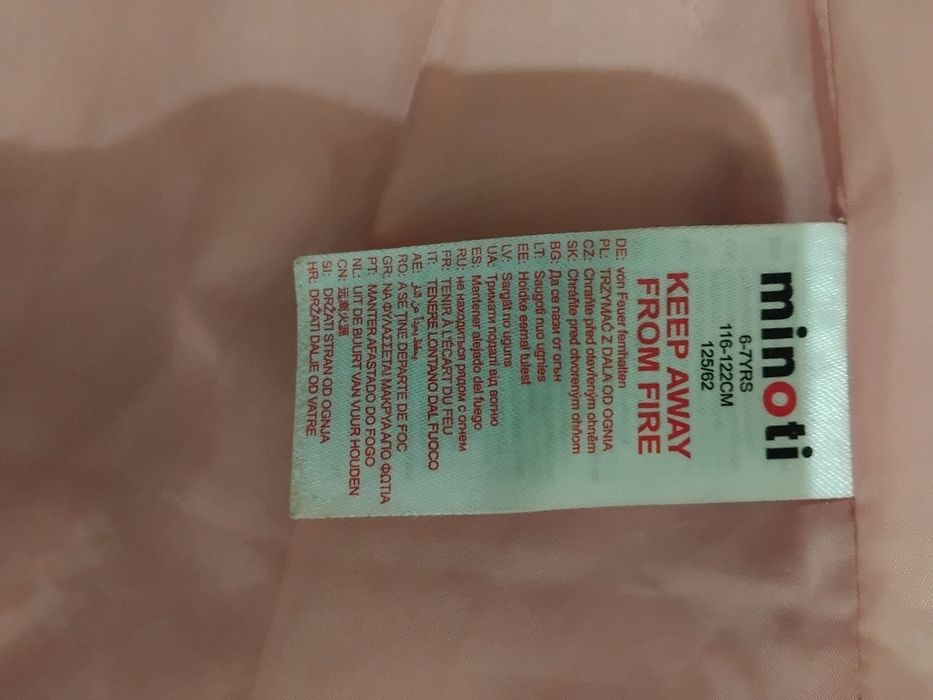 minoti
6-7YRS
116-122CM
125/62
KEEP AWAY
FROM FIRE
DE: von Feuer fernhalten
PL: TRZYMAĆ Z DALA OD OGNIA
CZ: Chraňte před otevřeným ohněm
SK: Chráňte pred otvoreným ohňom
BG: Да се пази от огън
LT: Saugoti nuo ugnies
EE: Hoidke eemal tulest
LV: Sargāt no uguns
UA: Тримати подалі від вогню
ES: Mantener alejado del fuego
RU: не находиться рядом с огнем
FR: TENIR À L'ÉCART DU FEU
IT: TENERE LONTANO DAL FUOCO
AE:
RO: A SE ȚINE DEPARTE DE FOC
GR: ΝΑ ΦΥΛΑΣΣΕΤΑΙ ΜΑΚΡΥΑ ΑΠΟ ΦΩΤΙΑ
PT: MANTER AFASTADO DO FOGO
NL: UIT DE BUURT VAN VUUR HOUDEN
CN: 远离火源
SI: DRŽATI STRAN OD OGNJA
HR: DRŽATI DALJE OD VATRE